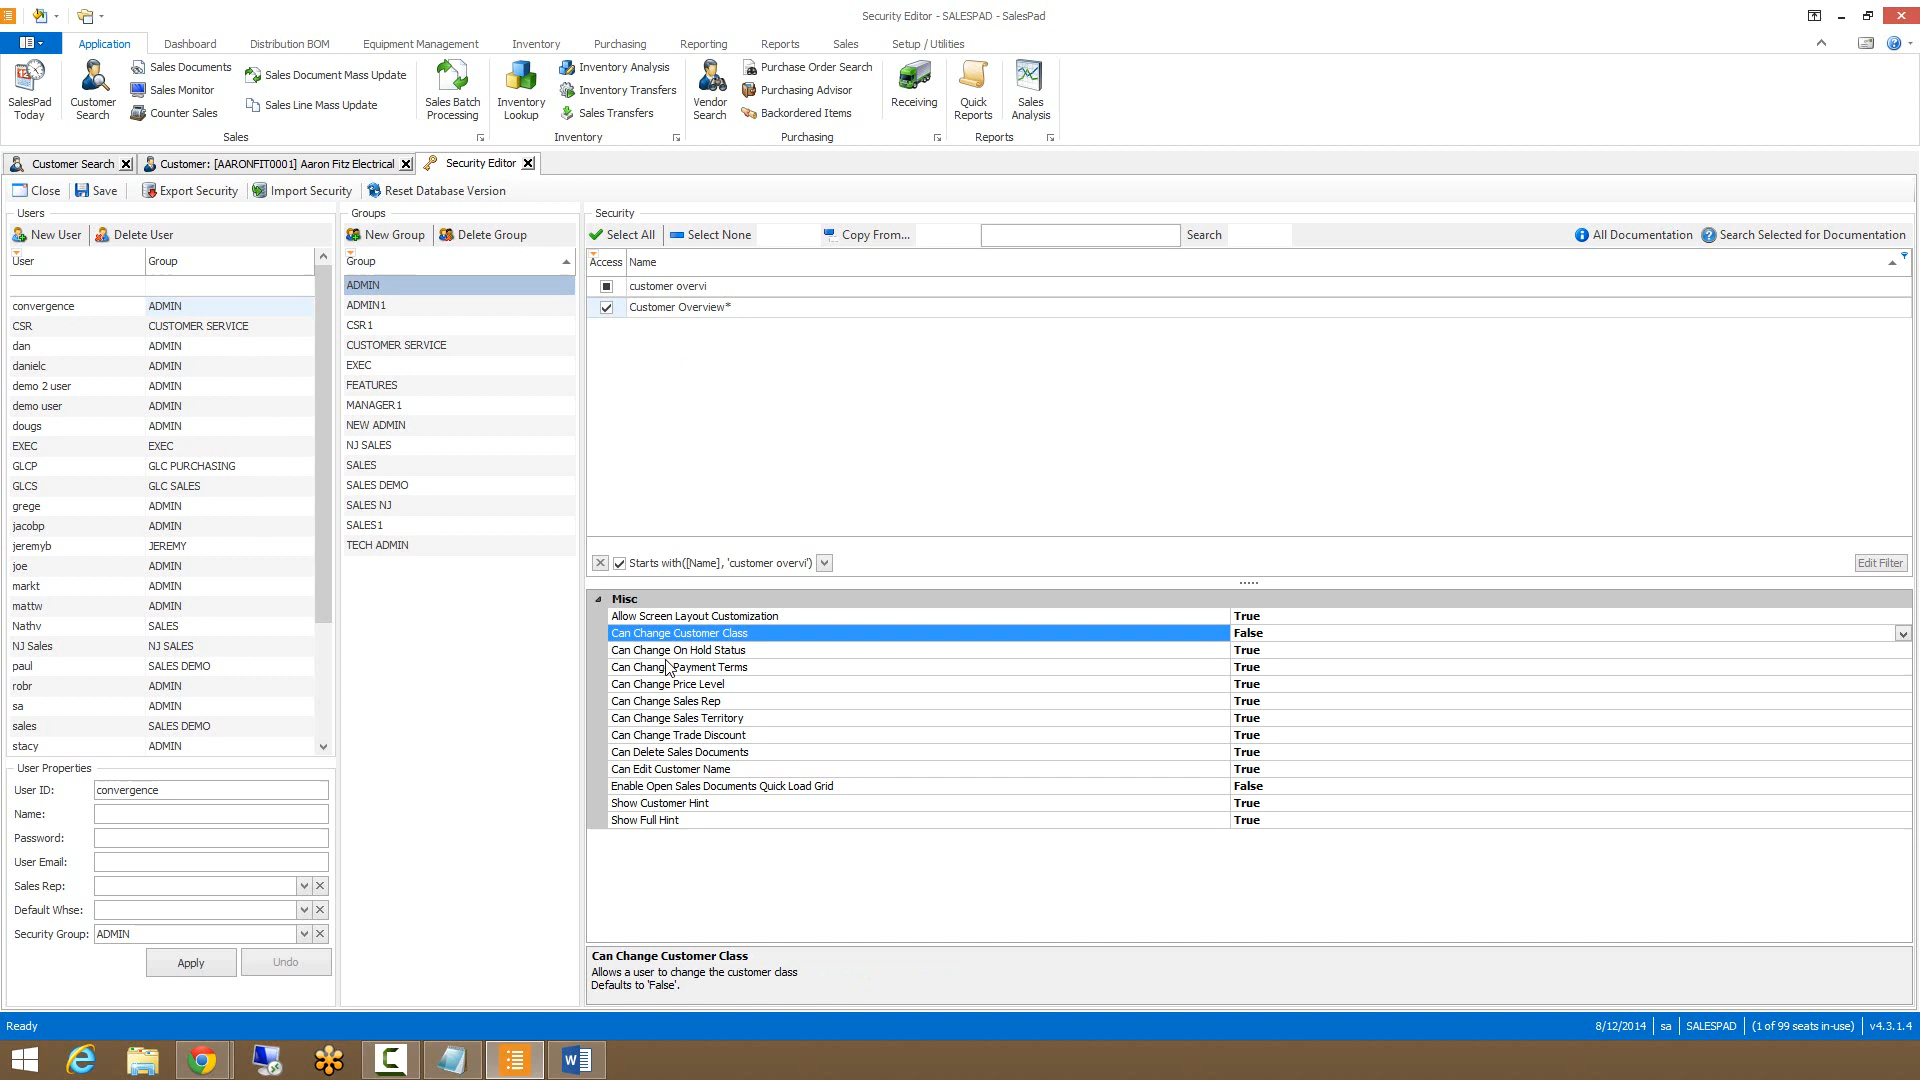 Security Editor - SALESPAD - SalesPad
Application
Dashboard
Distribution BOM
Equipment Management
Inventory
Purchasing
Reporting
Reports
Sales
Setup / Utilities
SalesPad Today
Customer Search
Sales Documents
Sales Monitor
Counter Sales
Sales Document Mass Update
Sales Line Mass Update
Sales Batch Processing
Inventory Lookup
Inventory Analysis
Inventory Transfers
Sales Transfers
Vendor Search
Purchase Order Search
Purchasing Advisor
Backordered Items
Receiving
Quick Reports
Sales Analysis
Sales
Inventory
Purchasing
Reports
Customer Search
Customer: [AARONFIT0001] Aaron Fitz Electrical
Security Editor
Close
Save
Export Security
Import Security
Reset Database Version
Users
New User
Delete User
User Group
convergence ADMIN
CSR CUSTOMER SERVICE
dan ADMIN
danielc ADMIN
demo 2 user ADMIN
demo user ADMIN
dougs ADMIN
EXEC EXEC
GLCP GLC PURCHASING
GLCS GLC SALES
grege ADMIN
jacobp ADMIN
jeremyb JEREMY
joe ADMIN
markt ADMIN
mattw ADMIN
Nathv SALES
NJ Sales NJ SALES
paul SALES DEMO
robr ADMIN
sa ADMIN
sales SALES DEMO
stacy ADMIN
User Properties
User ID: convergence
Name:
Password:
User Email:
Sales Rep:
Default Whse:
Security Group: ADMIN
Apply
Undo
Groups
New Group
Delete Group
Group
ADMIN
ADMIN1
CSR1
CUSTOMER SERVICE
EXEC
FEATURES
MANAGER1
NEW ADMIN
NJ SALES
SALES
SALES DEMO
SALES NJ
SALES1
TECH ADMIN
Security
Select All
Select None
Copy From...
Search
All Documentation
Search Selected for Documentation
Access Name
customer overvi
Customer Overview*
Starts with([Name], 'customer overvi')
Edit Filter
Misc
Allow Screen Layout Customization True
Can Change Customer Class False
Can Change On Hold Status True
Can Change Payment Terms True
Can Change Price Level True
Can Change Sales Rep True
Can Change Sales Territory True
Can Change Trade Discount True
Can Delete Sales Documents True
Can Edit Customer Name True
Enable Open Sales Documents Quick Load Grid False
Show Customer Hint True
Show Full Hint True
Can Change Customer Class
Allows a user to change the customer class
Defaults to 'False'.
Ready
8/12/2014
sa
SALESPAD
(1 of 99 seats in-use)
v4.3.1.4